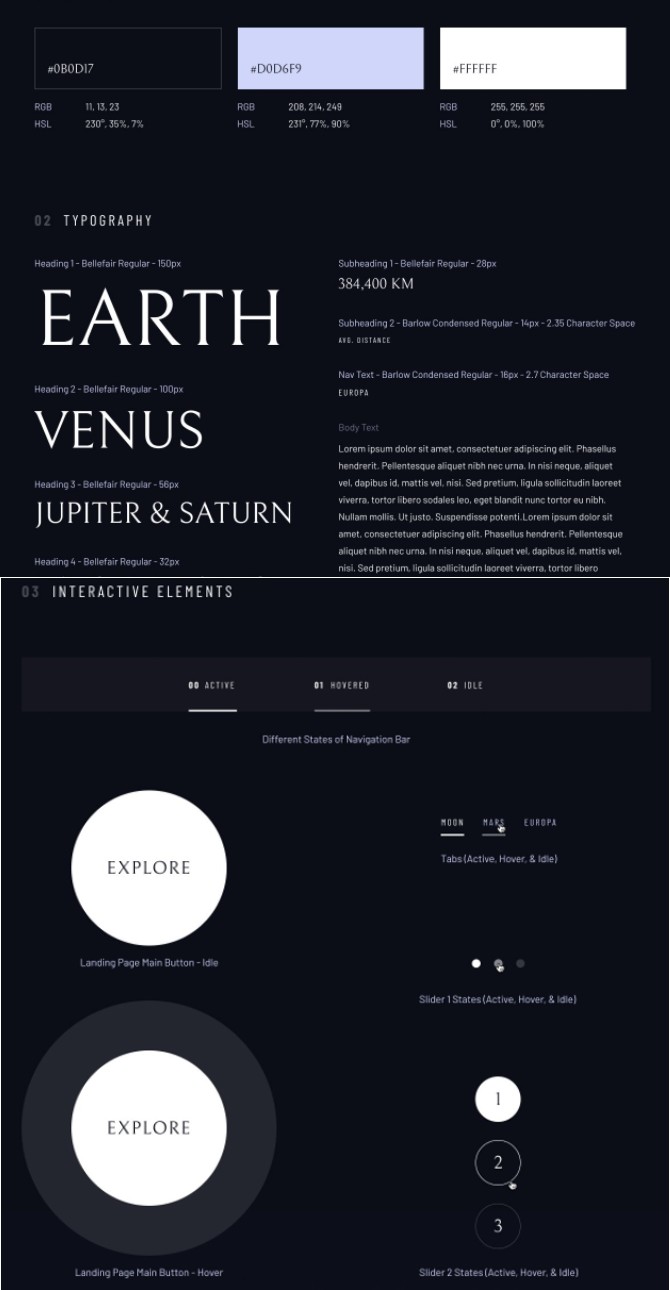 #0B0D17
#D0D6F9
#FFFFFF
RGB 11, 13, 23
HSL 230°, 35%, 7%
RGB 208, 214, 249
HSL 231°, 77%, 90%
RGB 255, 255, 255
HSL 0°, 0%, 100%
02 TYPOGRAPHY
Heading 1 - Bellefair Regular - 150px
EARTH
Heading 2 - Bellefair Regular - 100px
VENUS
Heading 3 - Bellefair Regular - 56px
JUPITER & SATURN
Heading 4 - Bellefair Regular - 32px
Subheading 1 - Bellefair Regular - 28px
384,400 KM
Subheading 2 - Barlow Condensed Regular - 14px - 2.35 Character Space
AVG. DISTANCE
Nav Text - Barlow Condensed Regular - 16px - 2.7 Character Space
EUROPA
Body Text
Lorem ipsum dolor sit amet, consectetuer adipiscing elit. Phasellus
hendrerit. Pellentesque aliquet nibh nec urna. In nisi neque, aliquet
vel, dapibus id, mattis vel, nisi. Sed pretium, ligula sollicitudin laoreet
viverra, tortor libero sodales leo, eget blandit nunc tortor eu nibh.
Nullam mollis. Ut justo. Suspendisse potenti.Lorem ipsum dolor sit
amet, consectetuer adipiscing elit. Phasellus hendrerit. Pellentesque
aliquet nibh nec urna. In nisi neque, aliquet vel, dapibus id, mattis vel,
nisi. Sed pretium, ligula sollicitudin laoreet viverra, tortor libero
03 INTERACTIVE ELEMENTS
00 ACTIVE
01 HOVERED
02 IDLE
Different States of Navigation Bar
EXPLORE
Landing Page Main Button - Idle
EXPLORE
Landing Page Main Button - Hover
MOON MARS EUROPA
Tabs (Active, Hover, & Idle)
Slider 1 States (Active, Hover, & Idle)
1
2
3
Slider 2 States (Active, Hover, & Idle)